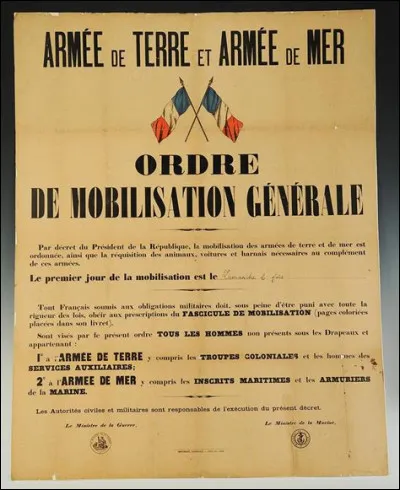 ARMÉE DE TERRE ET ARMÉE DE MER
ORDRE
DE MOBILISATION GÉNÉRALE
Par décret du Président de la République, la mobilisation des armées de terre et de mer est
ordonnée, ainsi que la réquisition des animaux, voitures et harnais nécessaires au complément
de ces armées.
Le premier jour de la mobilisation est le
Tout Français soumis aux obligations militaires doit, sous peine d'être puni avec toute la
rigueur des lois, obéir aux prescriptions du FASCICULE DE MOBILISATION (pages coloriées
placées dans son livret).
Sont visés par le présent ordre TOUS LES HOMMES non présents sous les Drapeaux et
appartenant :
1° à l'ARMÉE DE TERRE y compris les TROUPES COLONIALES et les hommes des
SERVICES AUXILIAIRES;
2° à l'ARMÉE DE MER y compris les INSCRITS MARITIMES et les ARMURIERS
de la MARINE.
Les Autorités civiles et militaires sont responsables de l'exécution du présent décret.
Le Ministre de la Guerre, Le Ministre de la Marine,